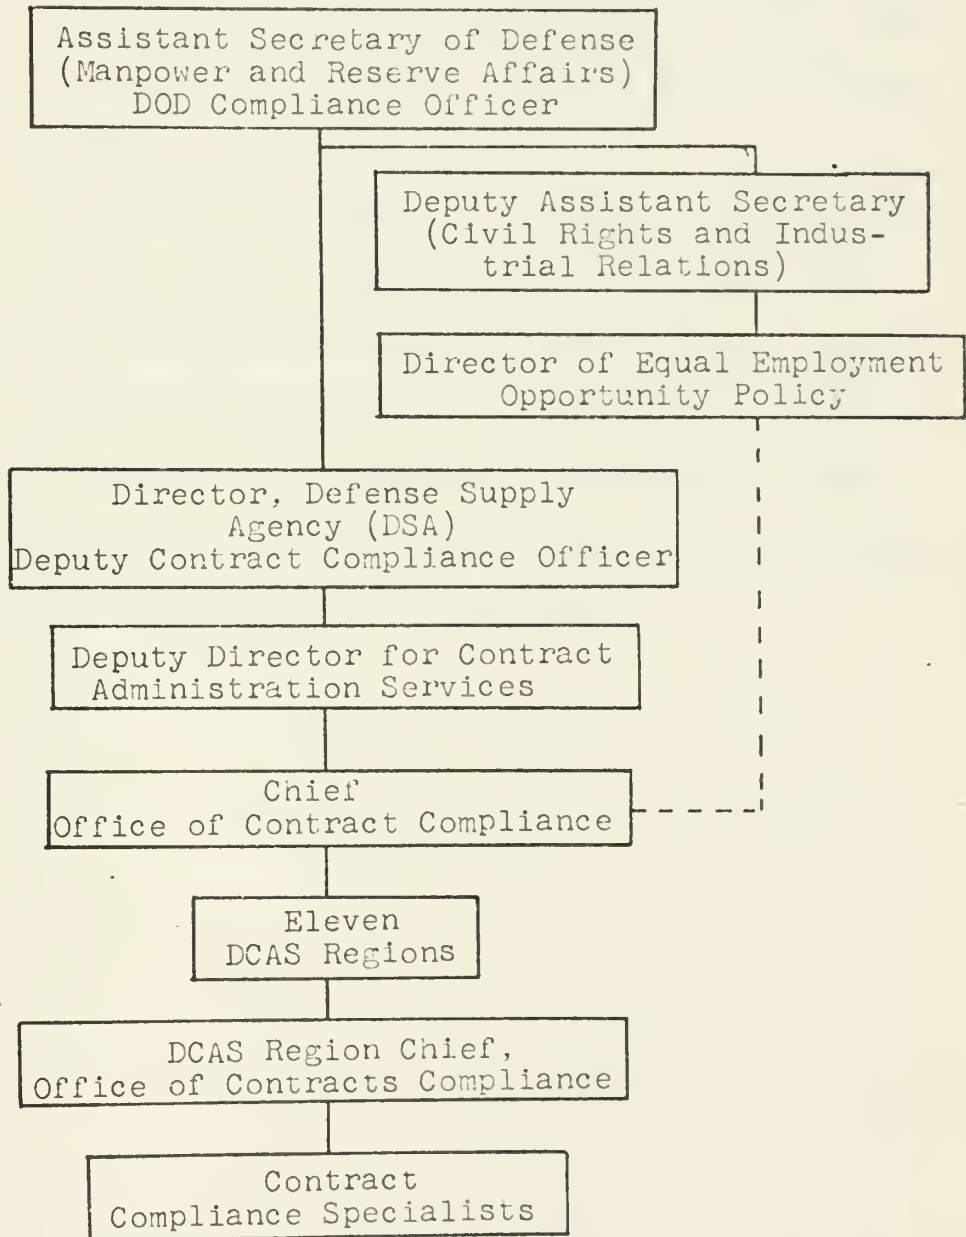 Assistant Secretary of Defense
(Manpower and Reserve Affairs)
DOD Compliance Officer
Deputy Assistant Secretary
(Civil Rights and Indus-
trial Relations)
Director of Equal Employment
Opportunity Policy
Director, Defense Supply
Agency (DSA)
Deputy Contract Compliance Officer
Deputy Director for Contract
Administration Services
Chief
Office of Contract Compliance
Eleven
DCAS Regions
DCAS Region Chief,
Office of Contracts Compliance
Contract
Compliance Specialists